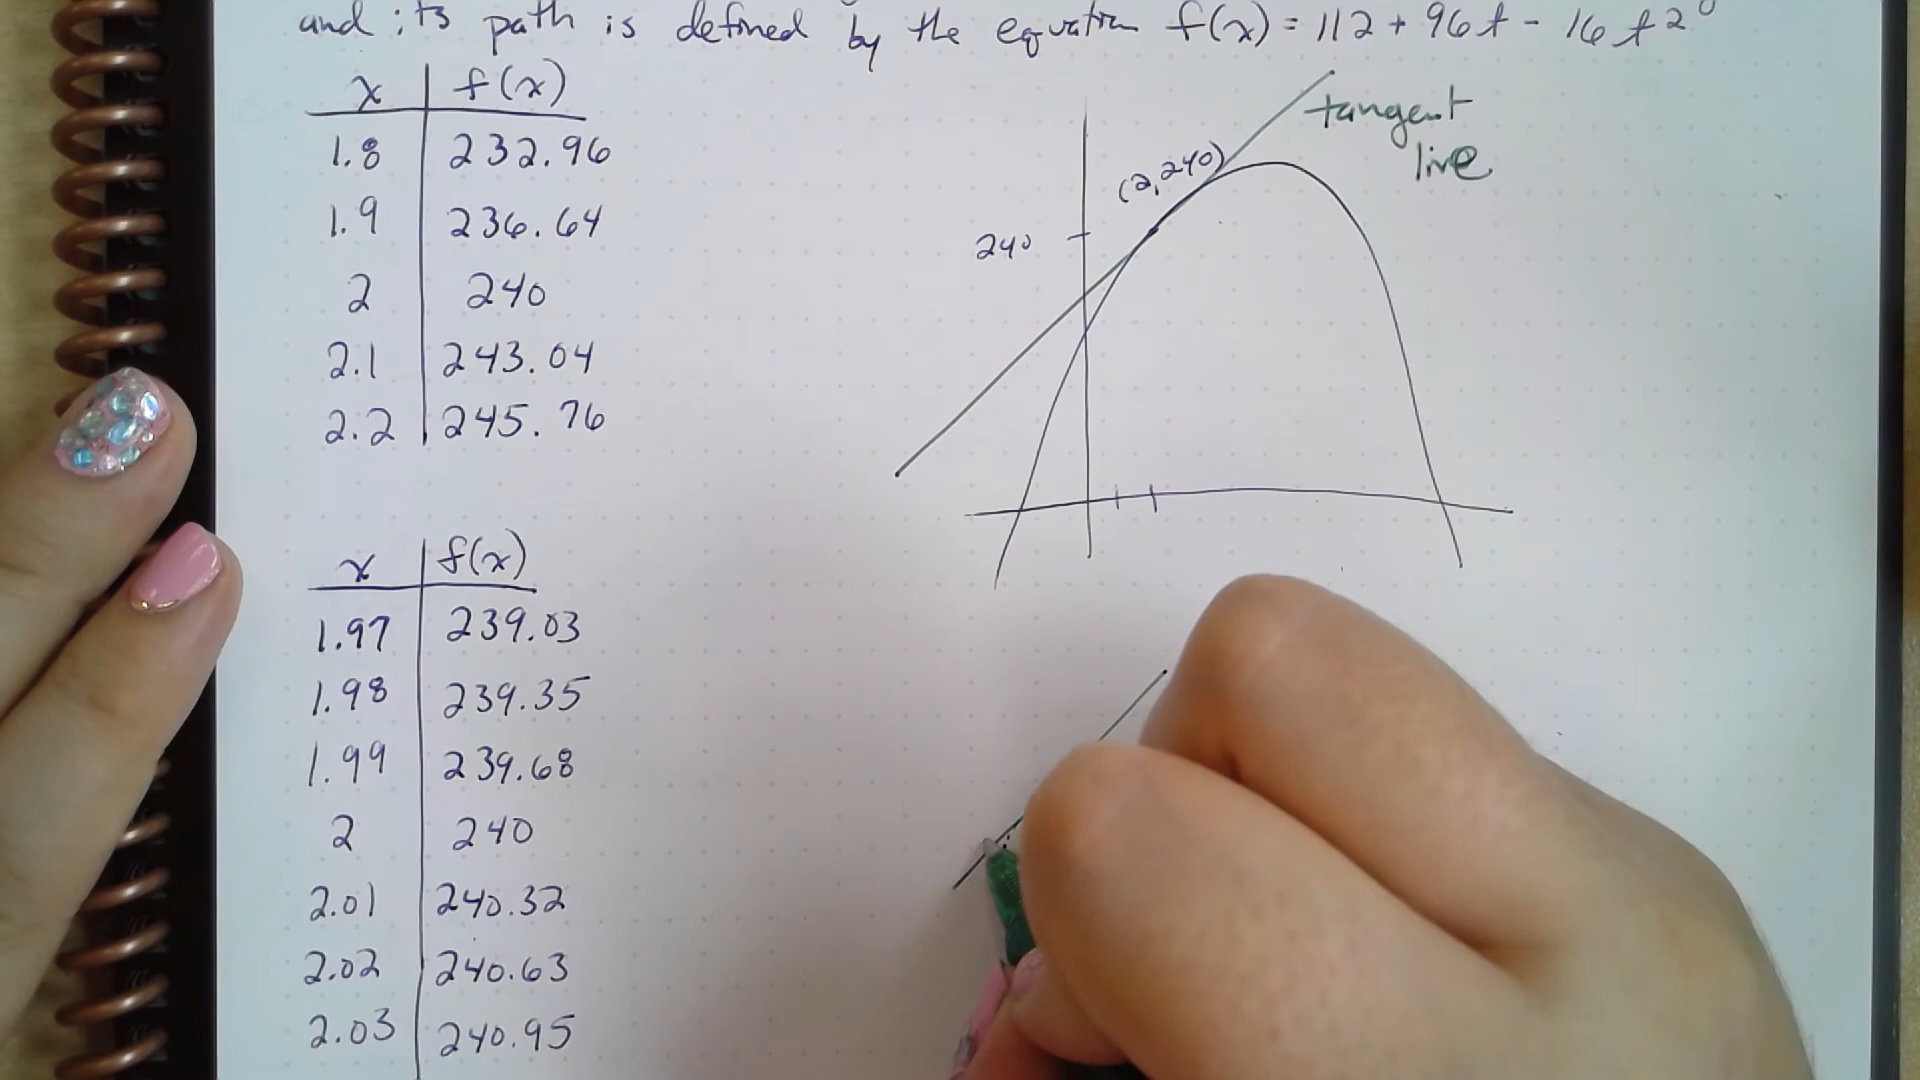 and its path is defined by the equation f(x) = 112 + 96t - 16t2
x f(x)
1.8 232.96
1.9 236.64
2 240
2.1 243.04
2.2 245.76
tangent
line
(2,240)
240
x f(x)
1.97 239.03
1.98 239.35
1.99 239.68
2 240
2.01 240.32
2.02 240.63
2.03 240.95